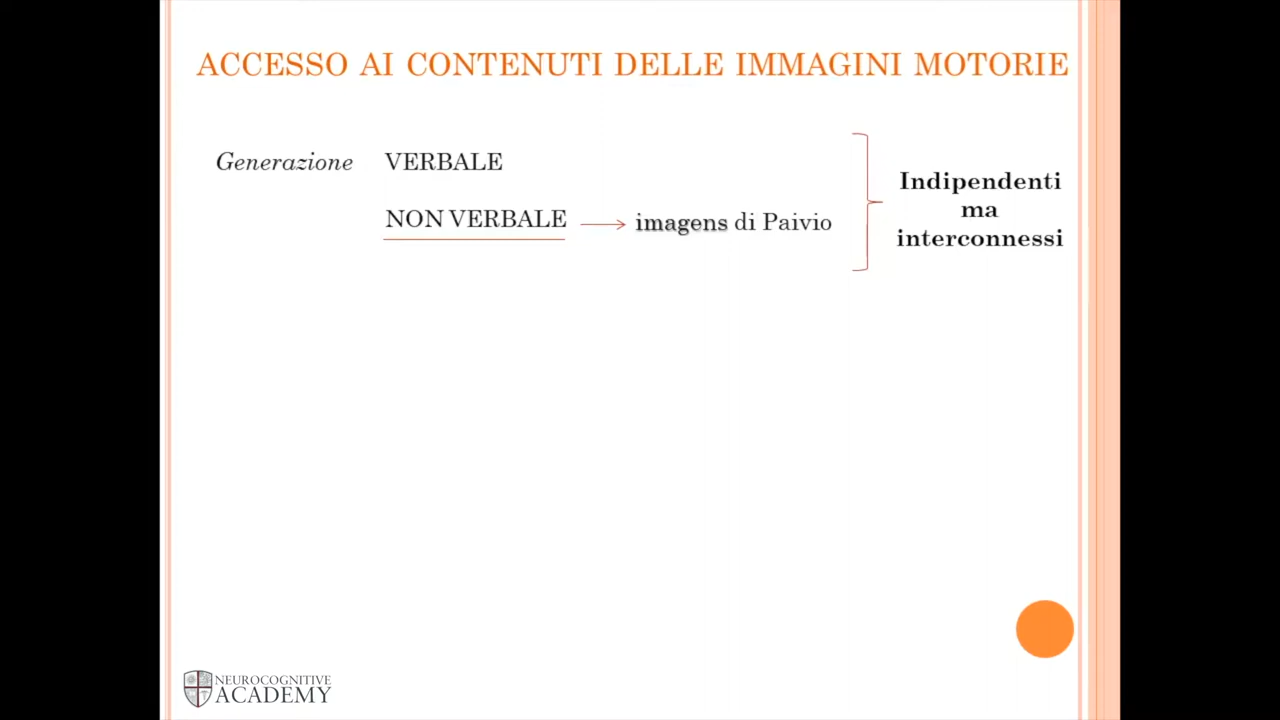 ACCESSO AI CONTENUTI DELLE IMMAGINI MOTORIE
Generazione VERBALE
NON VERBALE imagens di Paivio
Indipendenti
ma
interconnessi
NEUROCOGNITIVE
ACADEMY